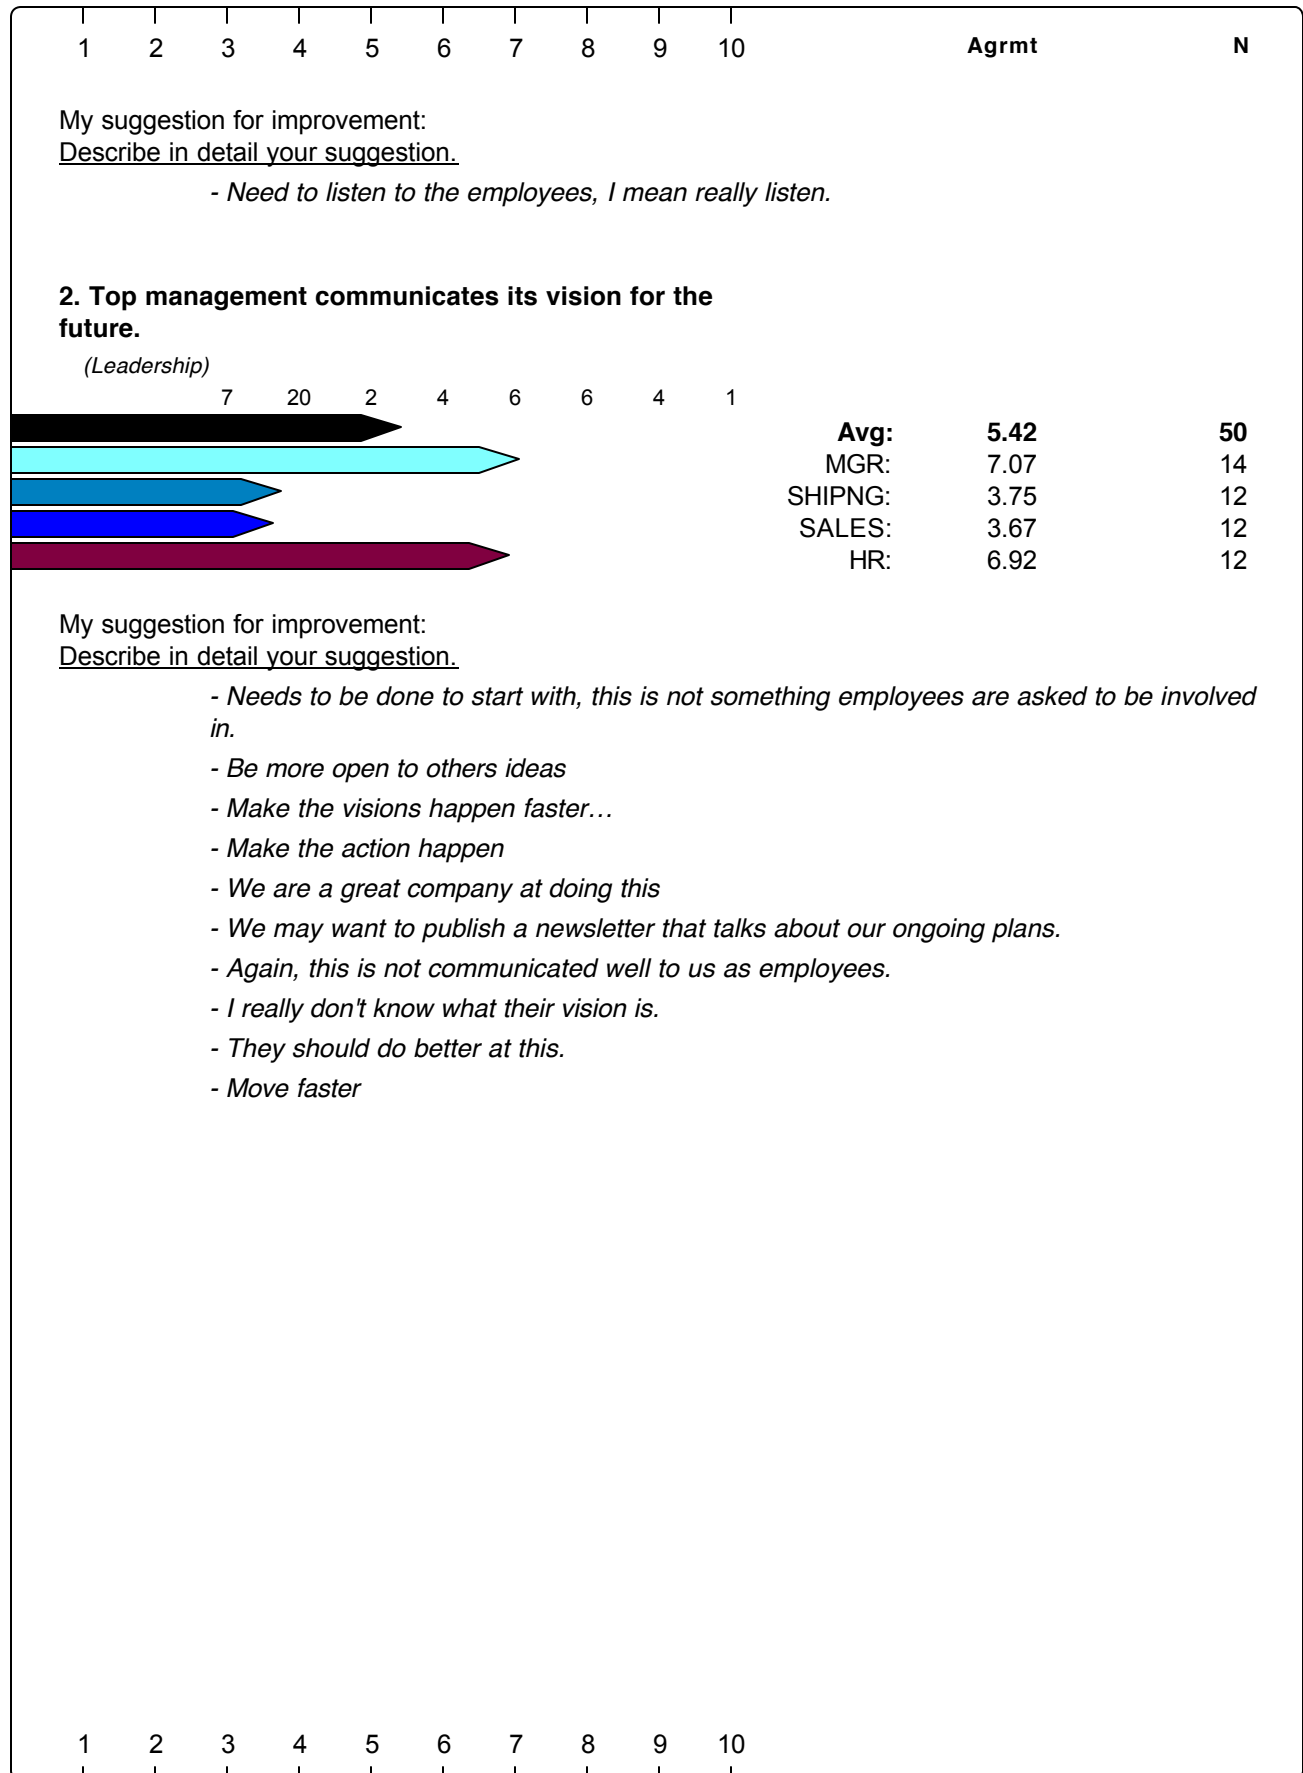 1 2 3 4 5 6 7 8 9 10 Agrmt N
My suggestion for improvement:
Describe in detail your suggestion.
- Need to listen to the employees, I mean really listen.
2. Top management communicates its vision for the
future.
(Leadership)
7 20 2 4 6 6 4 1
Avg: 5.42 50
MGR: 7.07 14
SHIPNG: 3.75 12
SALES: 3.67 12
HR: 6.92 12
My suggestion for improvement:
Describe in detail your suggestion.
- Needs to be done to start with, this is not something employees are asked to be involved
in.
- Be more open to others ideas
- Make the visions happen faster…
- Make the action happen
- We are a great company at doing this
- We may want to publish a newsletter that talks about our ongoing plans.
- Again, this is not communicated well to us as employees.
- I really don't know what their vision is.
- They should do better at this.
- Move faster
1 2 3 4 5 6 7 8 9 10